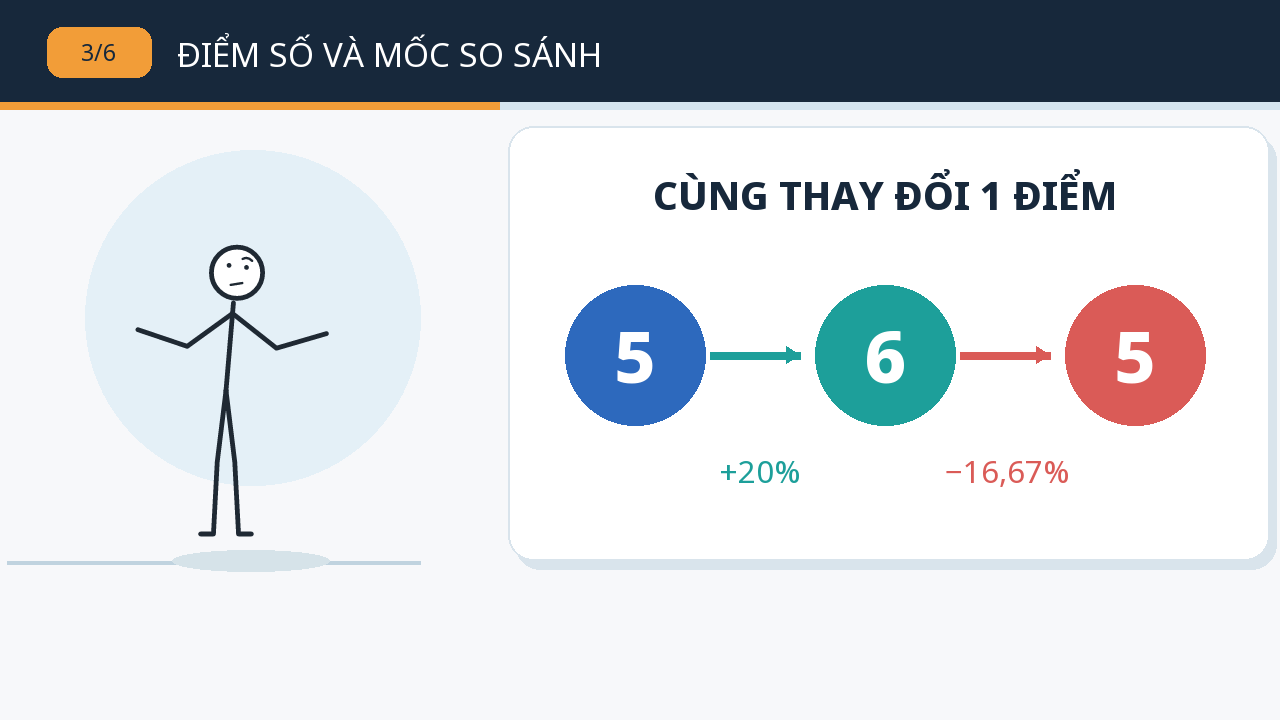 3/6
ĐIỂM SỐ VÀ MỐC SO SÁNH
CÙNG THAY ĐỔI 1 ĐIỂM
5 6 5
+20% −16,67%